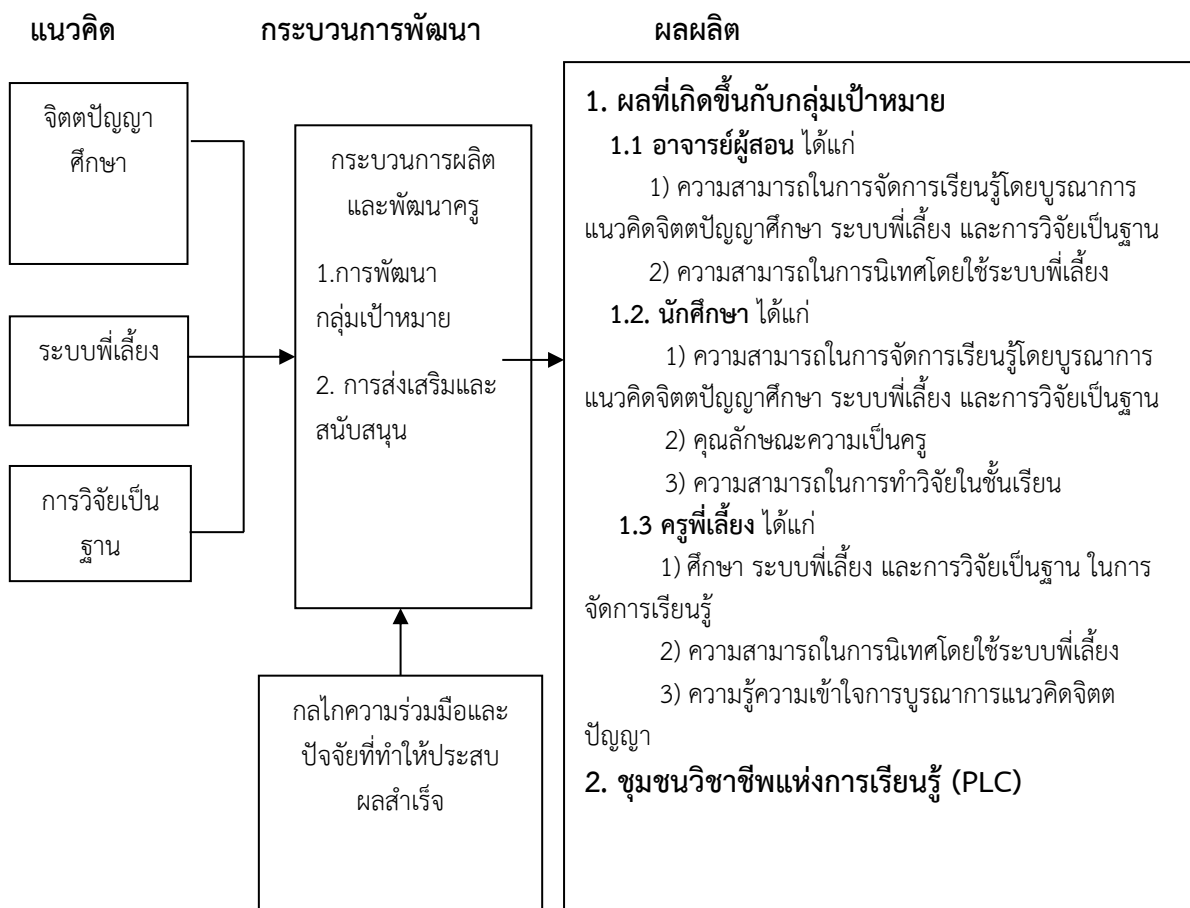 แนวคิด
กระบวนการพัฒนา
ผลผลิต
จิตตปัญญา
ศึกษา
ระบบพี่เลี้ยง
การวิจัยเป็น
ฐาน
กระบวนการผลิต
และพัฒนาครู
1.การพัฒนา
กลุ่มเป้าหมาย
2. การส่งเสริมและ
สนับสนุน
กลไกความร่วมมือและ
ปัจจัยที่ทำให้ประสบ
ผลสำเร็จ
1. ผลที่เกิดขึ้นกับกลุ่มเป้าหมาย
1.1 อาจารย์ผู้สอน ได้แก่
1) ความสามารถในการจัดการเรียนรู้โดยบูรณาการ
แนวคิดจิตตปัญญาศึกษา ระบบพี่เลี้ยง และการวิจัยเป็นฐาน
2) ความสามารถในการนิเทศโดยใช้ระบบพี่เลี้ยง
1.2. นักศึกษา ได้แก่
1) ความสามารถในการจัดการเรียนรู้โดยบูรณาการ
แนวคิดจิตตปัญญาศึกษา ระบบพี่เลี้ยง และการวิจัยเป็นฐาน
2) คุณลักษณะความเป็นครู
3) ความสามารถในการทำวิจัยในชั้นเรียน
1.3 ครูพี่เลี้ยง ได้แก่
1) ศึกษา ระบบพี่เลี้ยง และการวิจัยเป็นฐาน ในการ
จัดการเรียนรู้
2) ความสามารถในการนิเทศโดยใช้ระบบพี่เลี้ยง
3) ความรู้ความเข้าใจการบูรณาการแนวคิดจิตต
ปัญญา
2. ชุมชนวิชาชีพแห่งการเรียนรู้ (PLC)